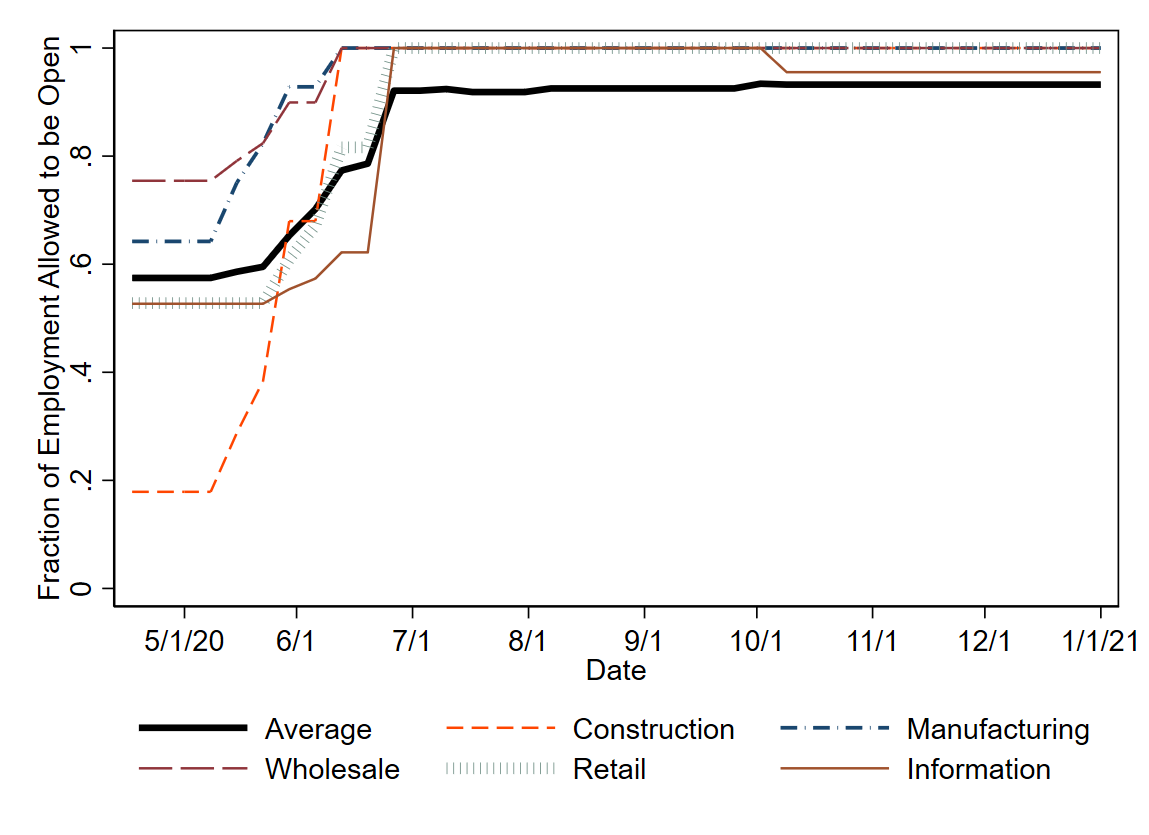 Fraction of Employment Allowed to be Open
1
.8
.6
.4
.2
0
5/1/20 6/1 7/1 8/1 9/1 10/1 11/1 12/1 1/1/21
Date
Average Construction Manufacturing
Wholesale Retail Information